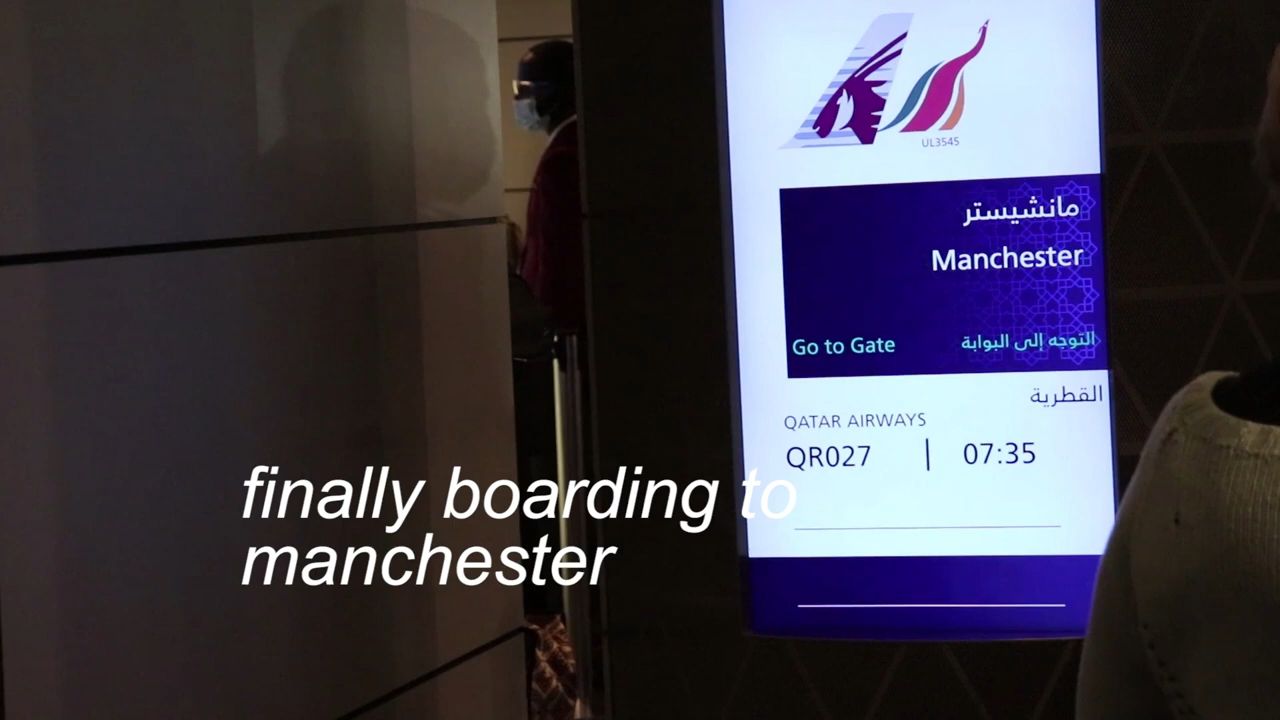 UL3545
مانشيستر
Manchester
Go to Gate التوجه إلى البوابة
القطرية
QATAR AIRWAYS
QR027 | 07:35
finally boarding to
manchester